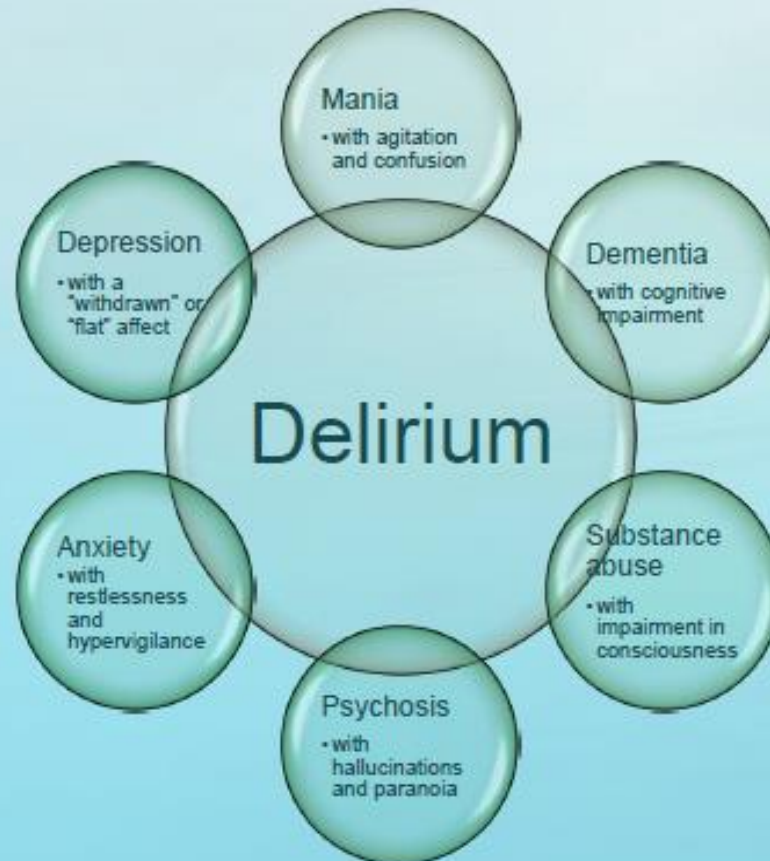 Mania
• with agitation
and confusion
Dementia
• with cognitive
impairment
Substance
abuse
• with
impairment in
consciousness
Psychosis
• with
hallucinations
and paranoia
Anxiety
• with
restlessness
and
hypervigilance
Depression
• with a
"withdrawn" or
"flat" affect
Delirium